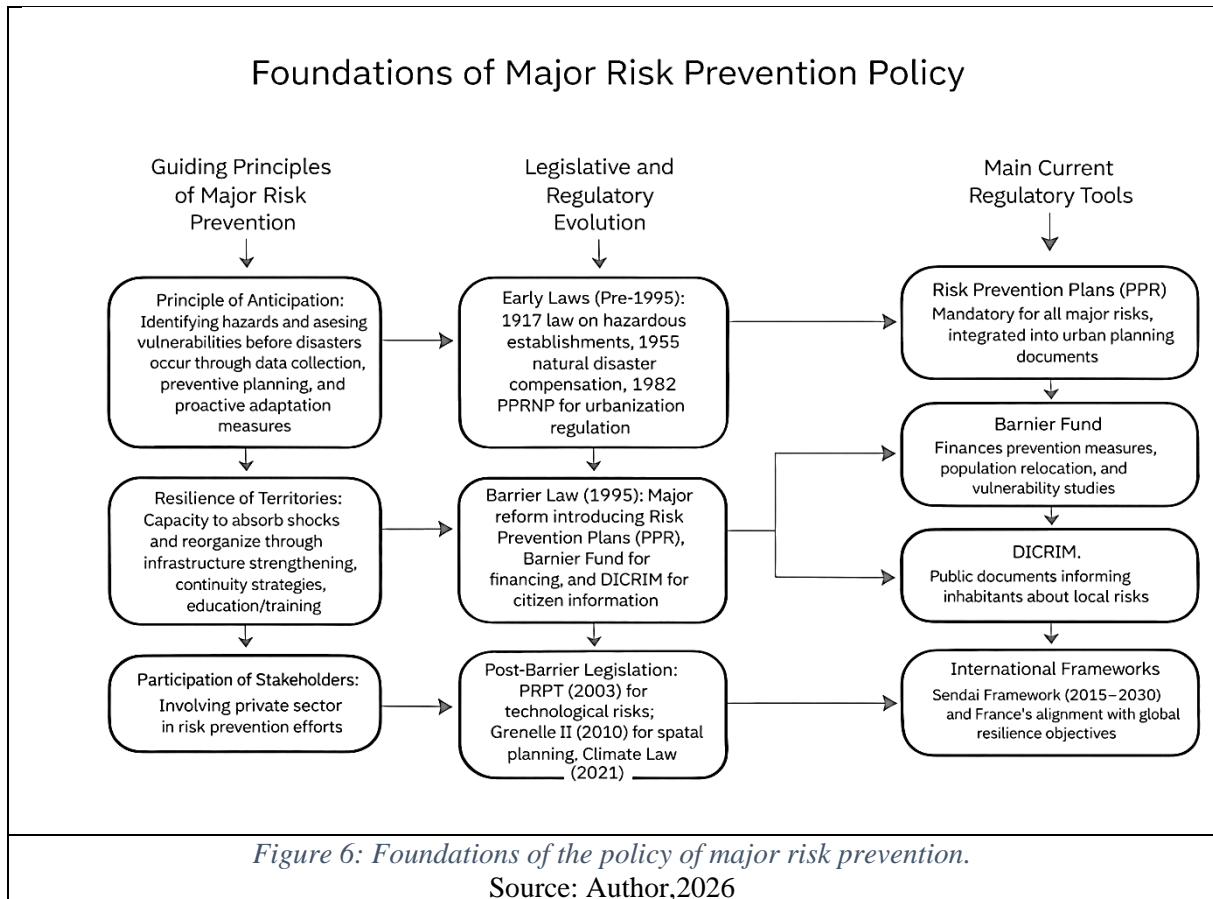 Foundations of Major Risk Prevention Policy
Guiding Principles
of Major Risk
Prevention
Principle of Anticipation:
Identifying hazards and asesing
vulnerabilities before disasters
occur through data collection,
preventive planning, and
proactive adaptation
measures
Resilience of Territories:
Capacity to absorb shocks
and reorganize through
infrastructure strengthening,
continuity strategies,
education/training
Participation of Stakeholders:
Involving private sector
in risk prevention efforts
Legislative and
Regulatory
Evolution
Early Laws (Pre-1995):
1917 law on hazardous
establishments, 1955
natural disaster
compensation, 1982
PPRNP for urbanization
regulation
Barrier Law (1995): Major
reform introducing Risk
Prevention Plans (PPR),
Barnier Fund for
financing, and DICRIM for
citizen information
Post-Barrier Legislation:
PRPT (2003) for
technological risks;
Grenelle II (2010) for spatal
planning, Climate Law
(2021)
Main Current
Regulatory Tools
Risk Prevention Plans (PPR)
Mandatory for all major risks,
integrated into urban planning
documents
Barnier Fund
Finances prevention measures,
population relocation, and
vulnerability studies
DICRIM.
Public documents informing
inhabitants about local risks
International Frameworks
Sendai Framework (2015–2030)
and France's alignment with global
resilience objectives
Figure 6: Foundations of the policy of major risk prevention.
Source: Author,2026